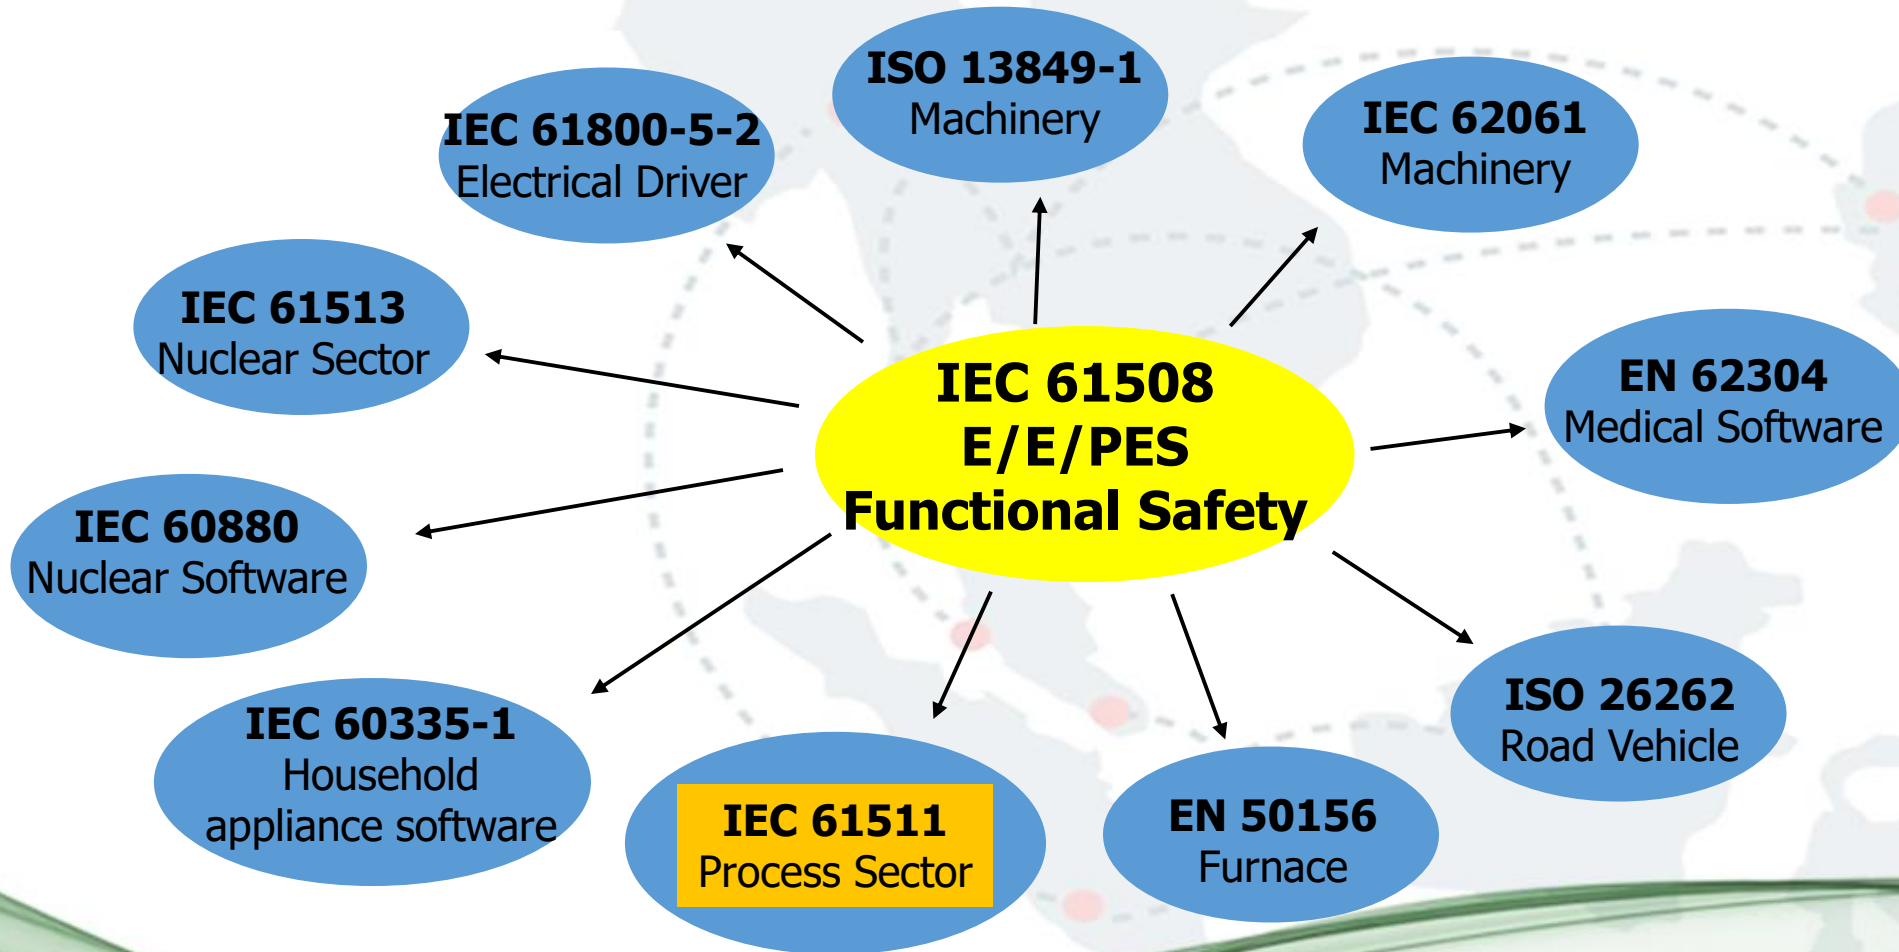 ISO 13849-1
Machinery
IEC 61800-5-2
Electrical Driver
IEC 62061
Machinery
IEC 61513
Nuclear Sector
IEC 61508
E/E/PES
Functional Safety
EN 62304
Medical Software
IEC 60880
Nuclear Software
ISO 26262
Road Vehicle
IEC 60335-1
Household
appliance software
IEC 61511
Process Sector
EN 50156
Furnace